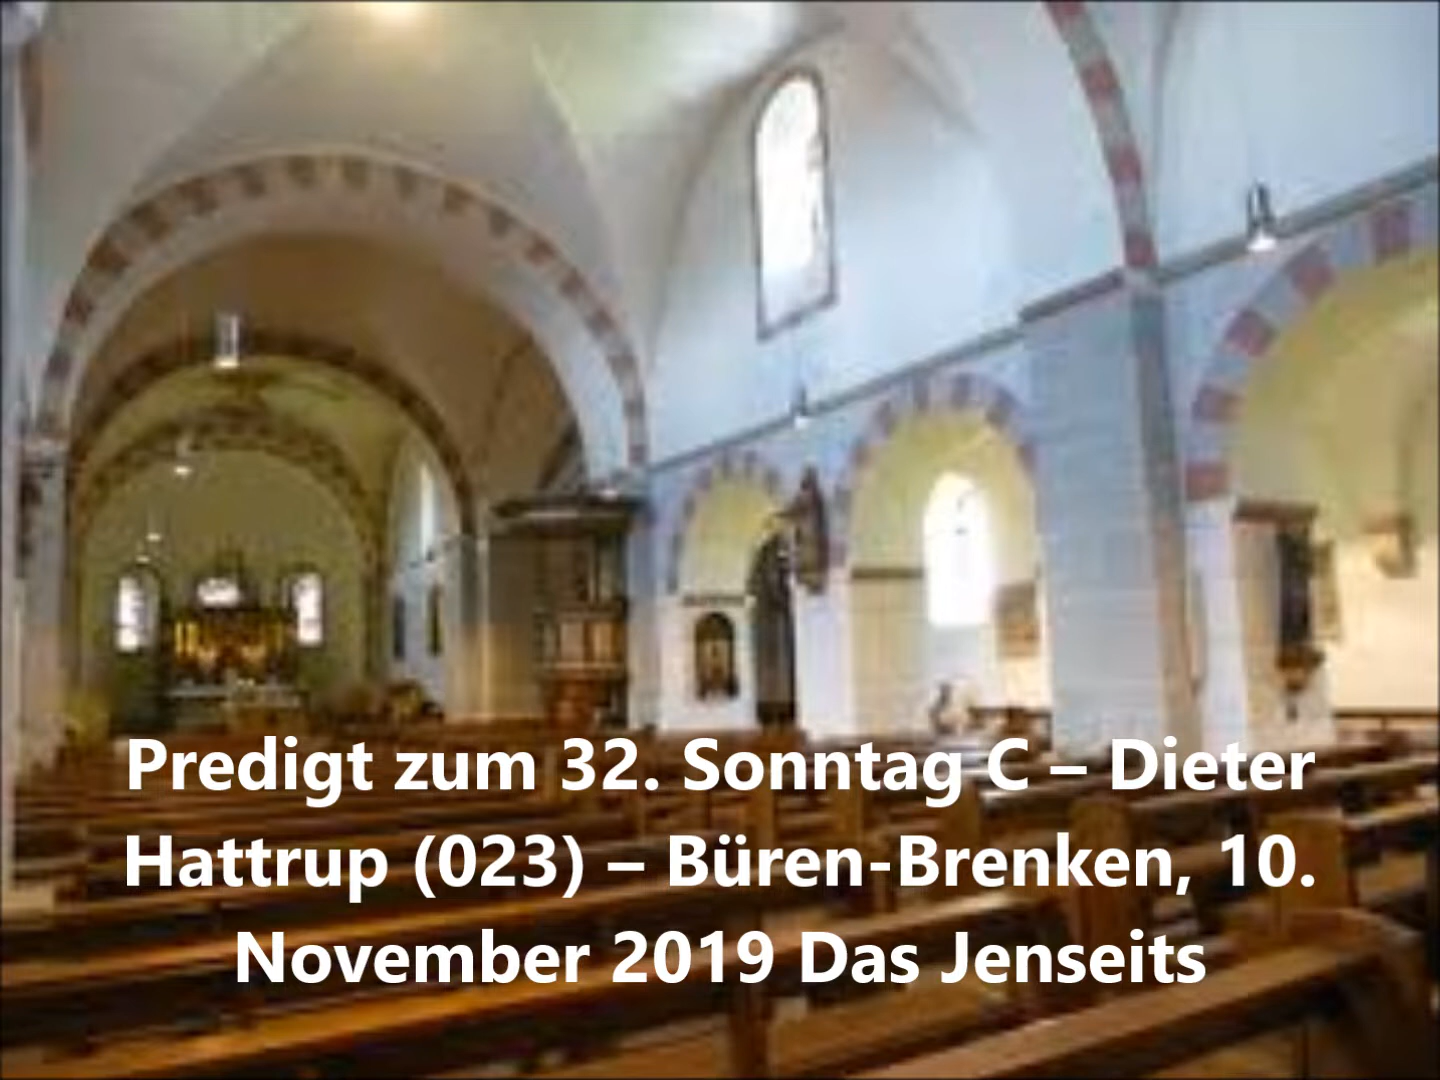 Predigt zum 32. Sonntag C – Dieter
Hattrup (023) – Büren-Brenken, 10.
November 2019 Das Jenseits